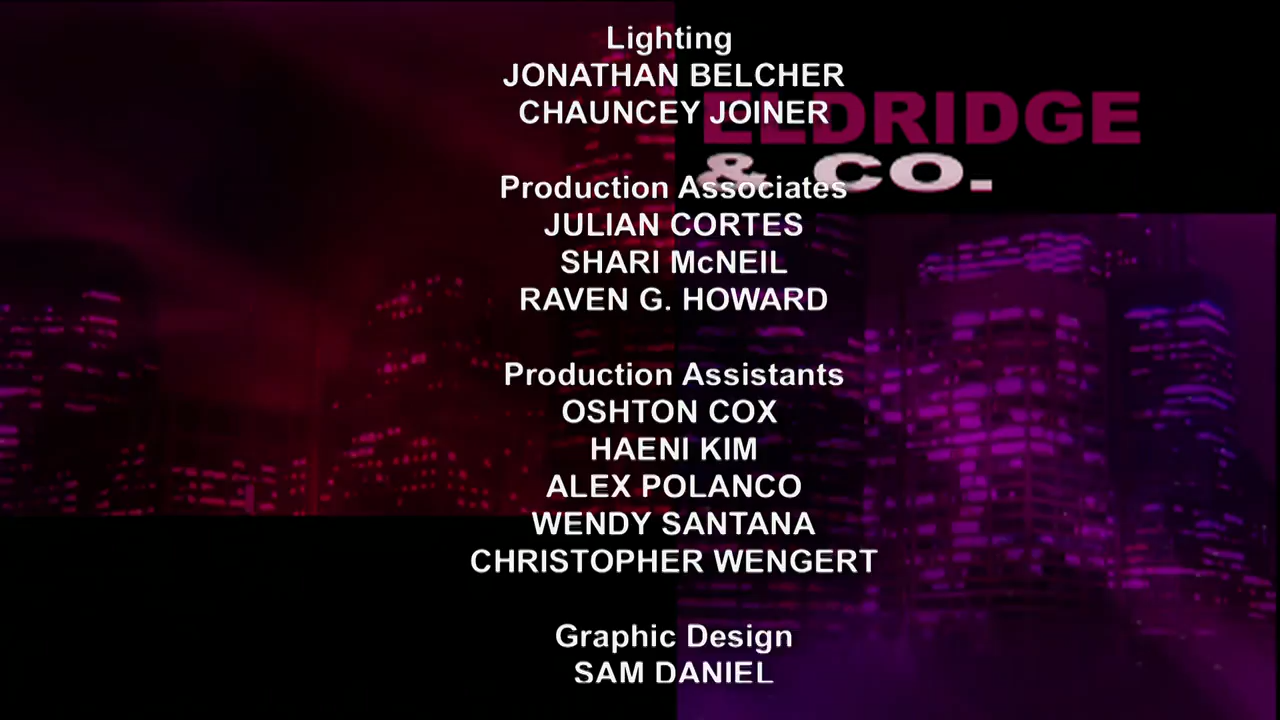 Lighting
JONATHAN BELCHER
CHAUNCEY JOINER
ELDRIDGE
& CO.
Production Associates
JULIAN CORTES
SHARI McNEIL
RAVEN G. HOWARD
Production Assistants
OSHTON COX
HAENI KIM
ALEX POLANCO
WENDY SANTANA
CHRISTOPHER WENGERT
Graphic Design
SAM DANIEL